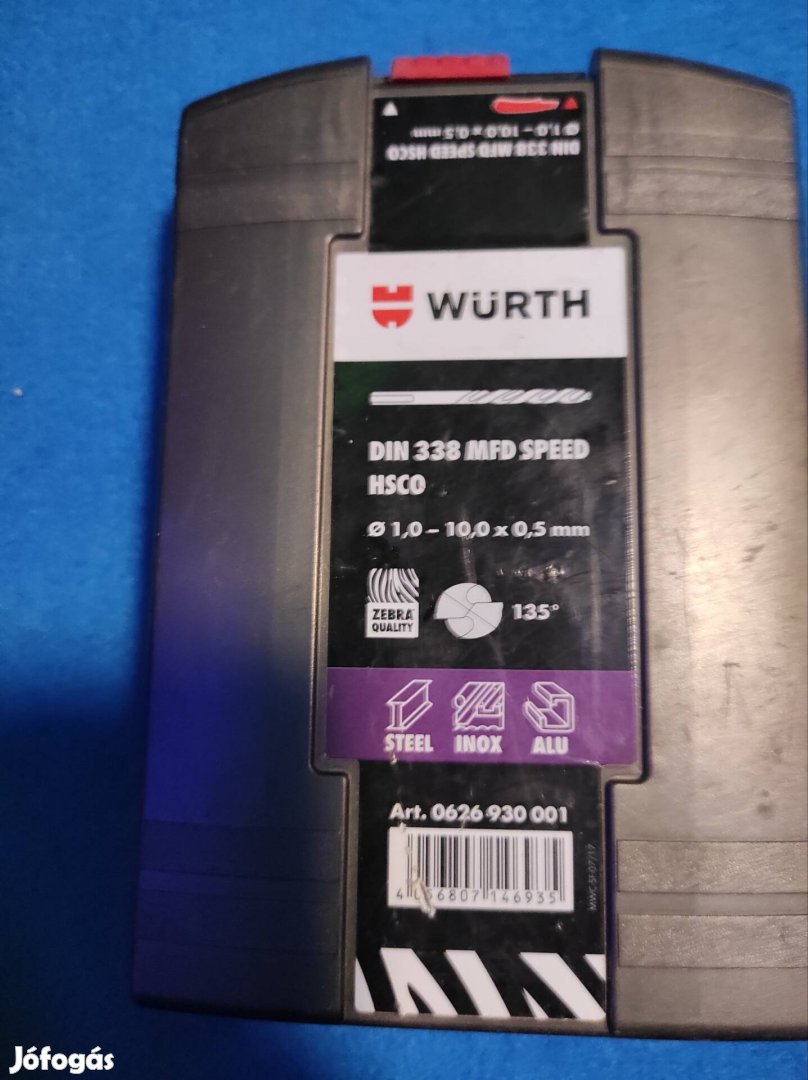 DIN 338 MFD SPEED HSCO
Ø 1,0 – 10,0 x 0,5 mm
WÜRTH
DIN 338 MFD SPEED
HSCO
Ø 1,0 – 10,0 x 0,5 mm
ZEBRA
QUALITY
135°
STEEL INOX ALU
Art. 0626 930 001
146935
Jófogás